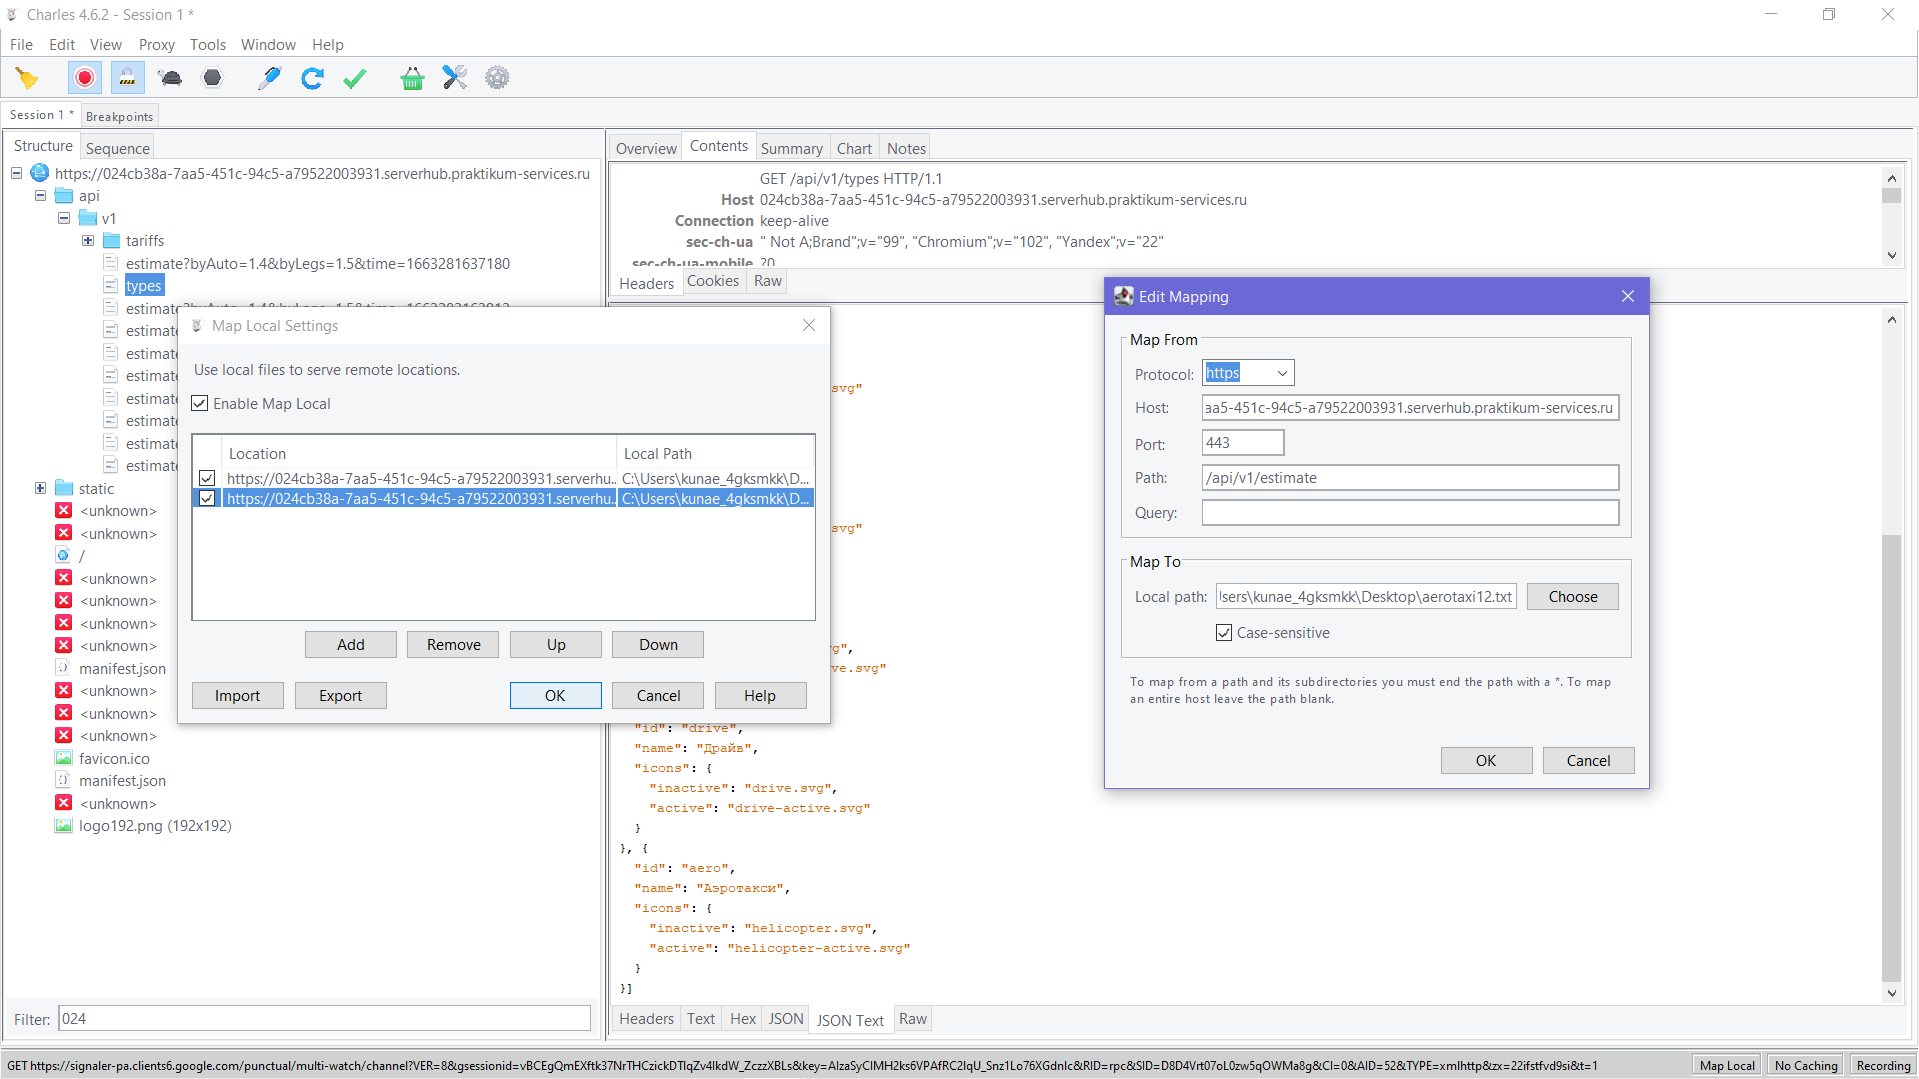 Charles 4.6.2 - Session 1 *
File Edit View Proxy Tools Window Help
Session 1 * Breakpoints
Structure Sequence
https://024cb38a-7aa5-451c-94c5-a79522003931.serverhub.praktikum-services.ru
api
v1
tariffs
estimate?byAuto=1.4&byLegs=1.5&time=1663281637180
types
estimate
estimate
estimate
estimate
estimate
estimate
estimate
estimate
static
<unknown>
<unknown>
/
<unknown>
<unknown>
<unknown>
<unknown>
manifest.json
<unknown>
<unknown>
<unknown>
favicon.ico
manifest.json
<unknown>
logo192.png (192x192)
Filter: 024
Overview Contents Summary Chart Notes
GET /api/v1/types HTTP/1.1
Host 024cb38a-7aa5-451c-94c5-a79522003931.serverhub.praktikum-services.ru
Connection keep-alive
sec-ch-ua " Not A;Brand";v="99", "Chromium";v="102", "Yandex";v="22"
sec-ch-ua-mobile ?0
Headers Cookies Raw
svg"
svg"
g",
ve.svg"
"id": "drive",
"name": "Драйв",
"icons": {
"inactive": "drive.svg",
"active": "drive-active.svg"
}
}, {
"id": "aero",
"name": "Аэротакси",
"icons": {
"inactive": "helicopter.svg",
"active": "helicopter-active.svg"
}
}]
Headers Text Hex JSON JSON Text Raw
Map Local Settings
Use local files to serve remote locations.
Enable Map Local
Location Local Path
https://024cb38a-7aa5-451c-94c5-a79522003931.serverhu... C:\Users\kunae_4gksmkk\D...
https://024cb38a-7aa5-451c-94c5-a79522003931.serverhu... C:\Users\kunae_4gksmkk\D...
Add Remove Up Down
Import Export OK Cancel Help
Edit Mapping
Map From
Protocol: https
Host: aa5-451c-94c5-a79522003931.serverhub.praktikum-services.ru
Port: 443
Path: /api/v1/estimate
Query:
Map To
Local path: sers\kunae_4gksmkk\Desktop\aerotaxi12.txt Choose
Case-sensitive
To map from a path and its subdirectories you must end the path with a *. To map
an entire host leave the path blank.
OK Cancel
GET https://signaler-pa.clients6.google.com/punctual/multi-watch/channel?VER=8&gsessionid=vBCEgQmEXftk37NrTHCzickDTlqZv4lkdW_ZczzXBLs&key=AIzaSyClMH2ks6VPAfRC2lqU_Snz1Lo76XGdnIc&RID=rpc&SID=D8D4Vrt07oL0zw5qOWMa8g&CI=0&AID=52&TYPE=xmlhttp&zx=22ifstfvd9si&t=1
Map Local No Caching Recording